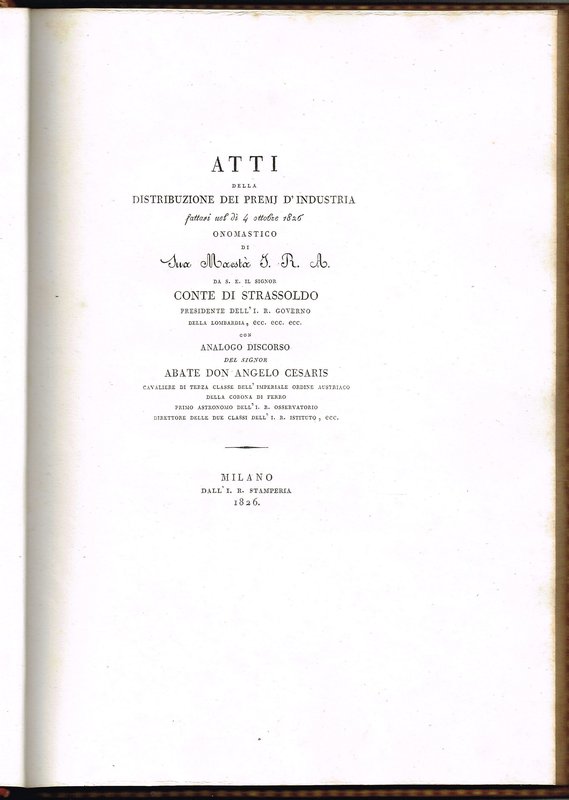 ATTI
DELLA
DISTRIBUZIONE DEI PREMJ D'INDUSTRIA
fattasi nel dì 4 ottobre 1826
ONOMASTICO
DI
Sua Maestà I. R. A.
DA S. E. IL SIGNOR
CONTE DI STRASSOLDO
PRESIDENTE DELL'I. R. GOVERNO
DELLA LOMBARDIA, ECC. ECC. ECC.
CON
ANALOGO DISCORSO
DEL SIGNOR
ABATE DON ANGELO CESARIS
CAVALIERE DI TERZA CLASSE DELL'IMPERIALE ORDINE AUSTRIACO
DELLA CORONA DI FERRO
PRIMO ASTRONOMO DELL'I. R. OSSERVATORIO
DIRETTORE DELLE DUE CLASSI DELL'I. R. ISTITUTO, ECC.
MILANO
DALL'I. R. STAMPERIA
1826.